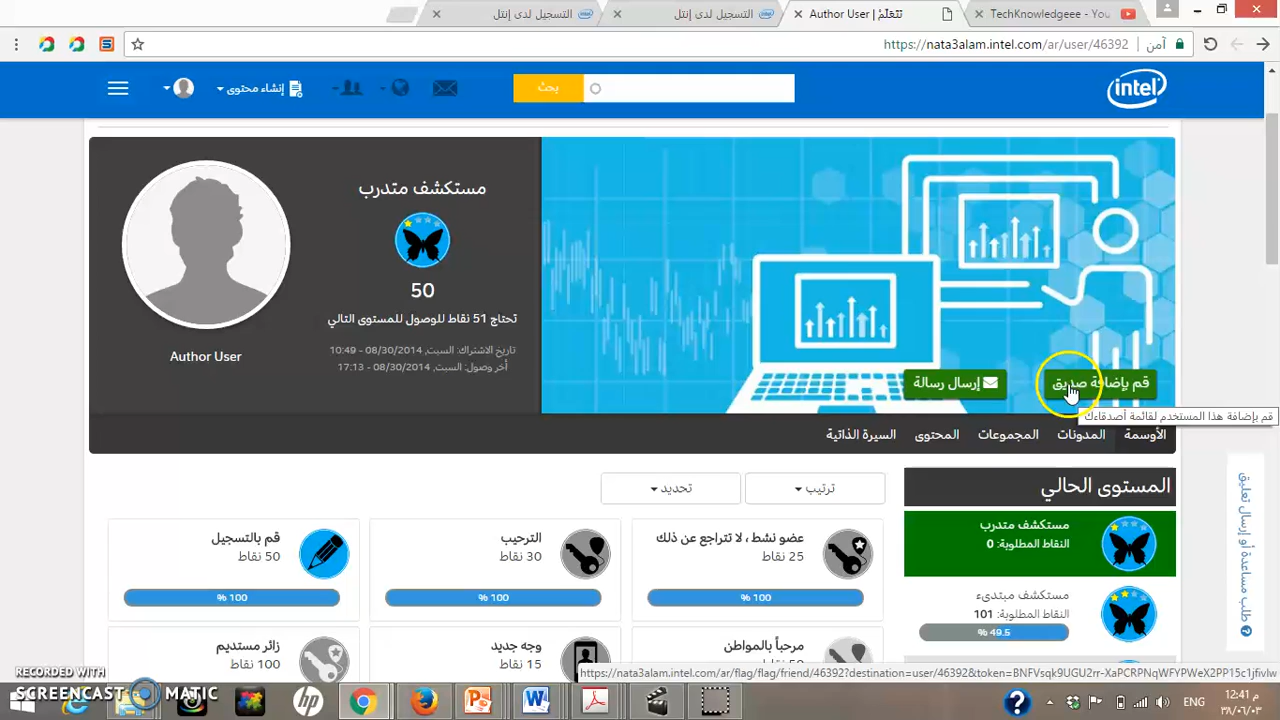 التسجيل لدى إنتل
التسجيل لدى إنتل
Author User | نَتَعَلَّمْ
TechKnowledgeee - You
https://nata3alam.intel.com/ar/user/46392
آمن
إنشاء محتوى
بحث
intel
مستكشف متدرب
50
تحتاج 51 نقاط للوصول للمستوى التالي
تاريخ الاشتراك: السبت, 08/30/2014 - 10:49
أخر وصول: السبت, 08/30/2014 - 17:13
Author User
قم بإضافة صديق
إرسال رسالة
قم بإضافة هذا المستخدم لقائمة أصدقاءك
الأوسمة
المدونات
المجموعات
المحتوى
السيرة الذاتية
المستوى الحالي
مستكشف متدرب
النقاط المطلوبة: 0
مستكشف مبتدىء
النقاط المطلوبة: 101
49.5 %
ترتيب
تحديد
عضو نشط ، لا تتراجع عن ذلك
25 نقاط
100 %
الترحيب
30 نقاط
100 %
قم بالتسجيل
50 نقاط
100 %
مرحباً بالمواطن
وجه جديد
15 نقاط
زائر مستديم
100 نقاط
طلب مساعدة أو إرسال تعليق
https://nata3alam.intel.com/ar/flag/flag/friend/46392?destination=user/46392&token=BNFVsqk9UGU2rr-XaPCRPNqWFYPWeX2PP15c1jfvlvw
RECORDED WITH
SCREENCAST MATIC
hp
ENG
12:41 م
٣٨/٠٦/٠٣